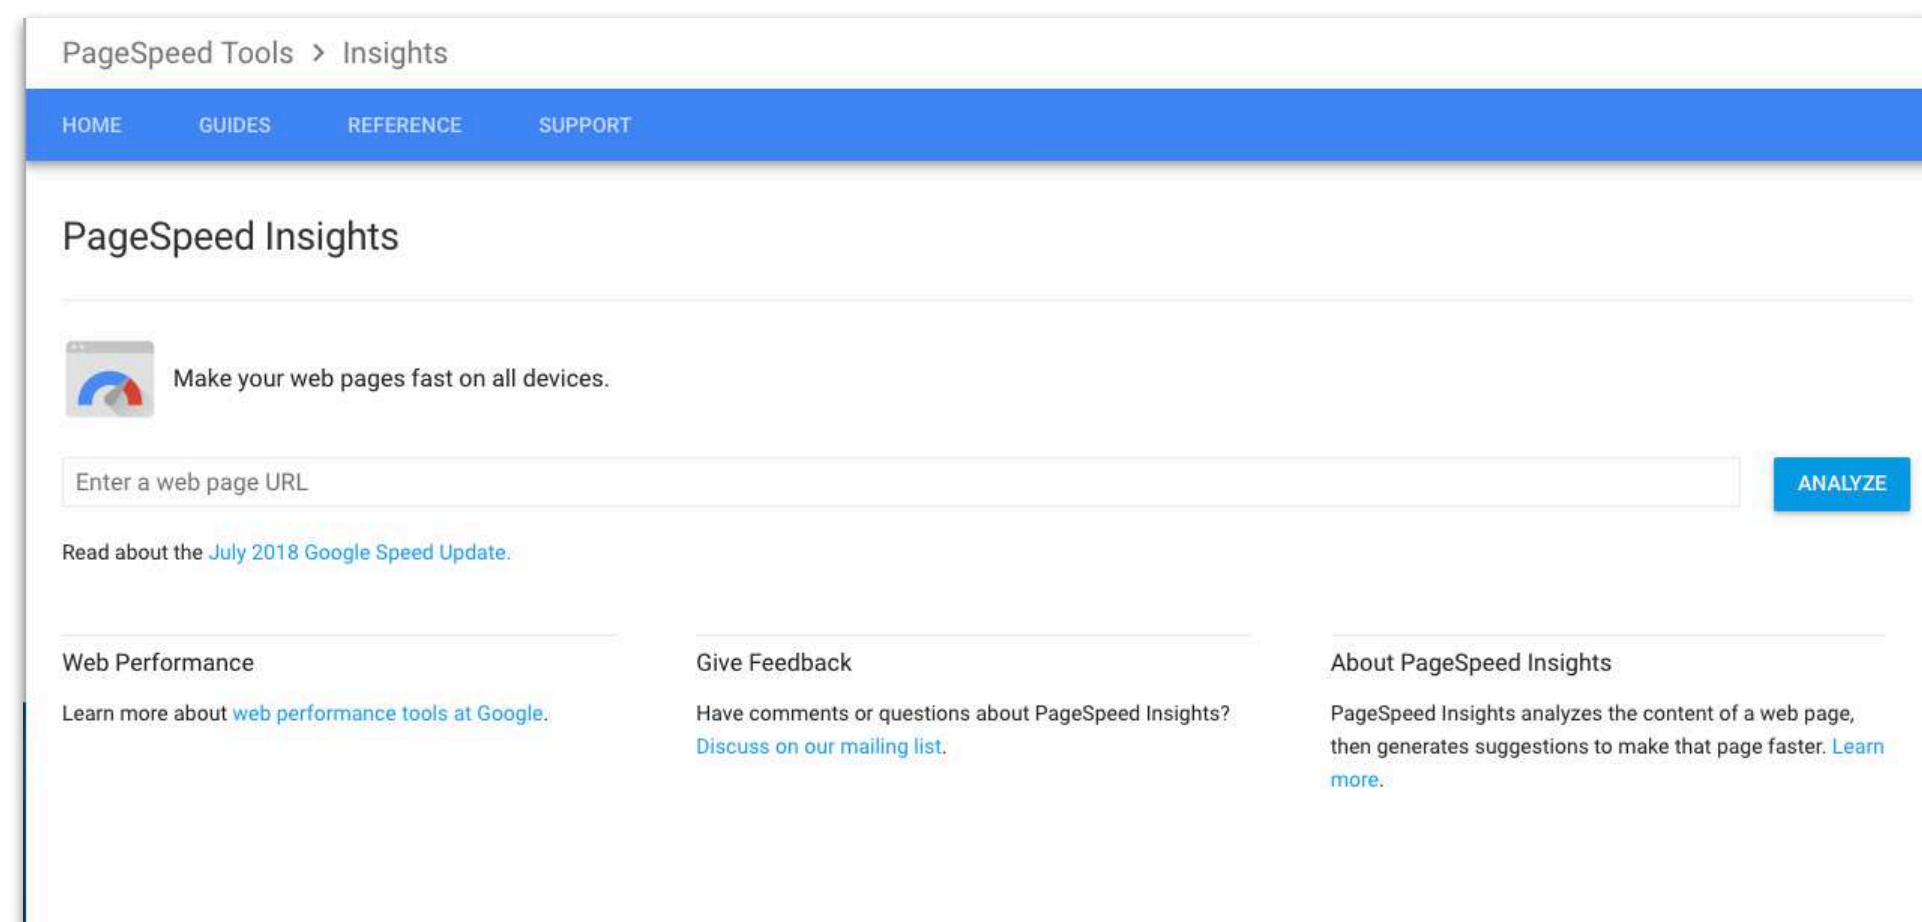 PageSpeed Tools > Insights
HOME GUIDES REFERENCE SUPPORT
PageSpeed Insights
Make your web pages fast on all devices.
Enter a web page URL
ANALYZE
Read about the July 2018 Google Speed Update.
Web Performance
Learn more about web performance tools at Google.
Give Feedback
Have comments or questions about PageSpeed Insights?
Discuss on our mailing list.
About PageSpeed Insights
PageSpeed Insights analyzes the content of a web page,
then generates suggestions to make that page faster. Learn
more.